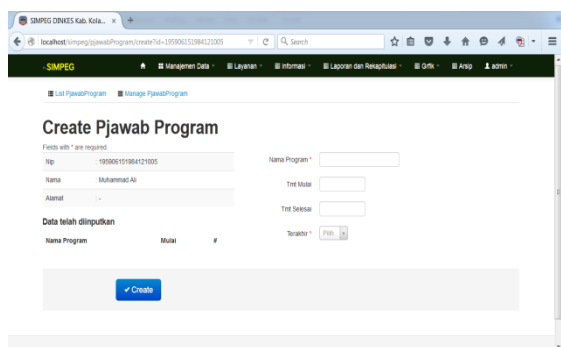 SIMPEG DINKES Kab. Kola...
localhost/simpeg/pjawabProgram/create?id=195906151984121005
Search
-SIMPEG
Manajemen Data
Layanan
Informasi
Laporan dan Rekapitulasi
Grfik
Arsip
admin
List PjawabProgram
Manage PjawabProgram
Create Pjawab Program
Fields with * are required.
Nip : 195906151984121005
Nama : Muhammad Ali
Alamat : -
Data telah diinputkan
Nama Program Mulai #
Nama Program *
Tmt Mulai
Tmt Selesai
Terakhir * Pilih
Create